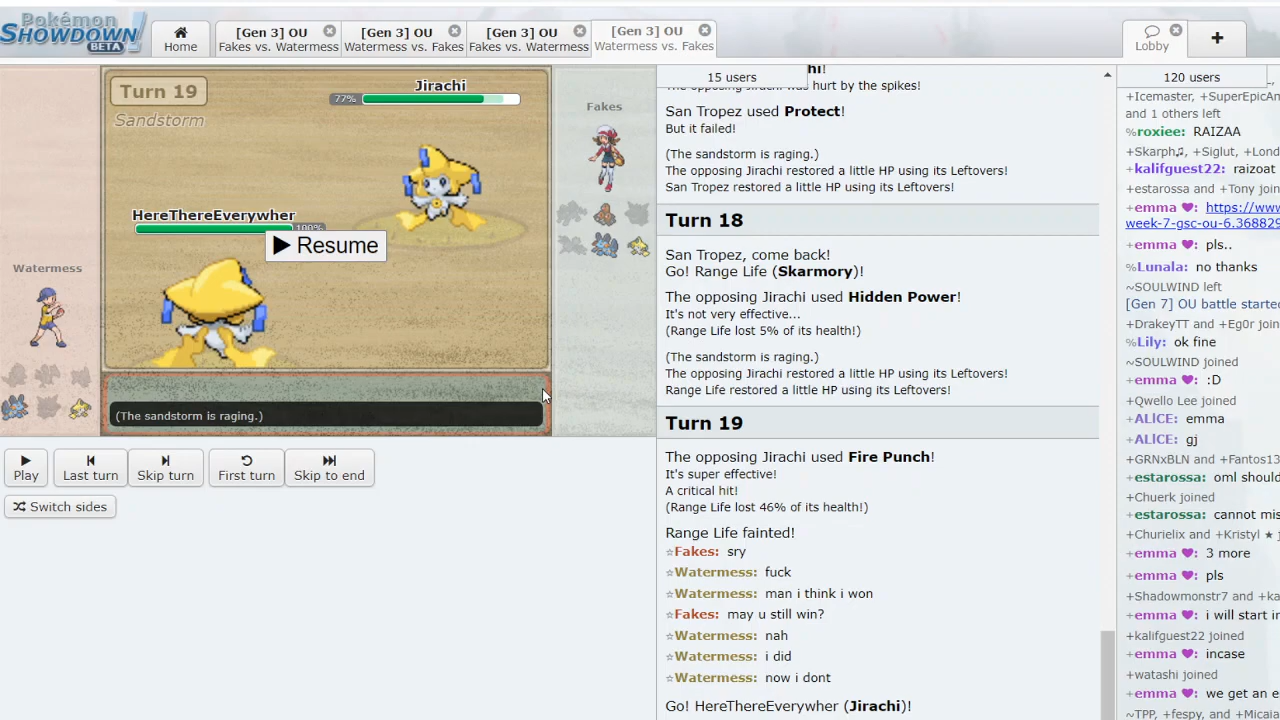 Pokémon
SHOWDOWN!
BETA
Home
[Gen 3] OU
Fakes vs. Watermess
[Gen 3] OU
Watermess vs. Fakes
[Gen 3] OU
Fakes vs. Watermess
[Gen 3] OU
Watermess vs. Fakes
Lobby
+
Turn 19
Sandstorm
Jirachi
77%
HereThereEverywher
100%
▶ Resume
Watermess
Fakes
(The sandstorm is raging.)
Play
Last turn
Skip turn
First turn
Skip to end
Switch sides
15 users
hi!
The opposing Jirachi was hurt by the spikes!
San Tropez used Protect!
But it failed!
(The sandstorm is raging.)
The opposing Jirachi restored a little HP using its Leftovers!
San Tropez restored a little HP using its Leftovers!
Turn 18
San Tropez, come back!
Go! Range Life (Skarmory)!
The opposing Jirachi used Hidden Power!
It's not very effective...
(Range Life lost 5% of its health!)
(The sandstorm is raging.)
The opposing Jirachi restored a little HP using its Leftovers!
Range Life restored a little HP using its Leftovers!
Turn 19
The opposing Jirachi used Fire Punch!
It's super effective!
A critical hit!
(Range Life lost 46% of its health!)
Range Life fainted!
☆Fakes: sry
☆Watermess: fuck
☆Watermess: man i think i won
☆Fakes: may u still win?
☆Watermess: nah
☆Watermess: i did
☆Watermess: now i dont
Go! HereThereEverywher (Jirachi)!
120 users
+Icemaster, +SuperEpicAm
and 1 others left
%roxiee: RAIZAA
+Skarph♫, +Siglut, +Lond
+kalifguest22: raizoat
+estarossa and +Tony join
+emma ♥: https://www
week-7-gsc-ou-6.368829
+emma ♥: pls..
%Lunala: no thanks
~SOULWIND left
[Gen 7] OU battle starte
+DrakeyTT and +Eg0r join
%Lily: ok fine
~SOULWIND joined
+emma ♥: :D
+Qwello Lee joined
+ALICE: emma
+ALICE: gj
+GRNxBLN and +Fantos13
+estarossa: oml should
+Chuerk joined
+estarossa: cannot mis
+Churielix and +Kristyl ★ j
+emma ♥: 3 more
+emma ♥: pls
+Shadowmonstr7 and +ka
+emma ♥: i will start in
+kalifguest22 joined
+emma ♥: incase
+watashi joined
+emma ♥: we get an e
~TPP, +fespy, and +Micaia